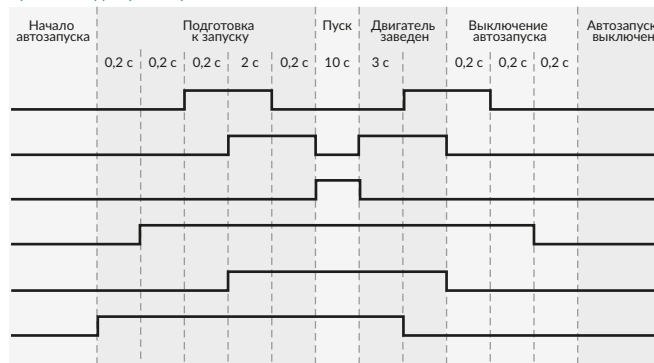 Начало
автозапуска
Подготовка
к запуску
Пуск
Двигатель
заведен
Выключение
автозапуска
Автозапуск
выключен
0,2 с
0,2 с
0,2 с
2 с
0,2 с
10 с
3 с
0,2 с
0,2 с
0,2 с